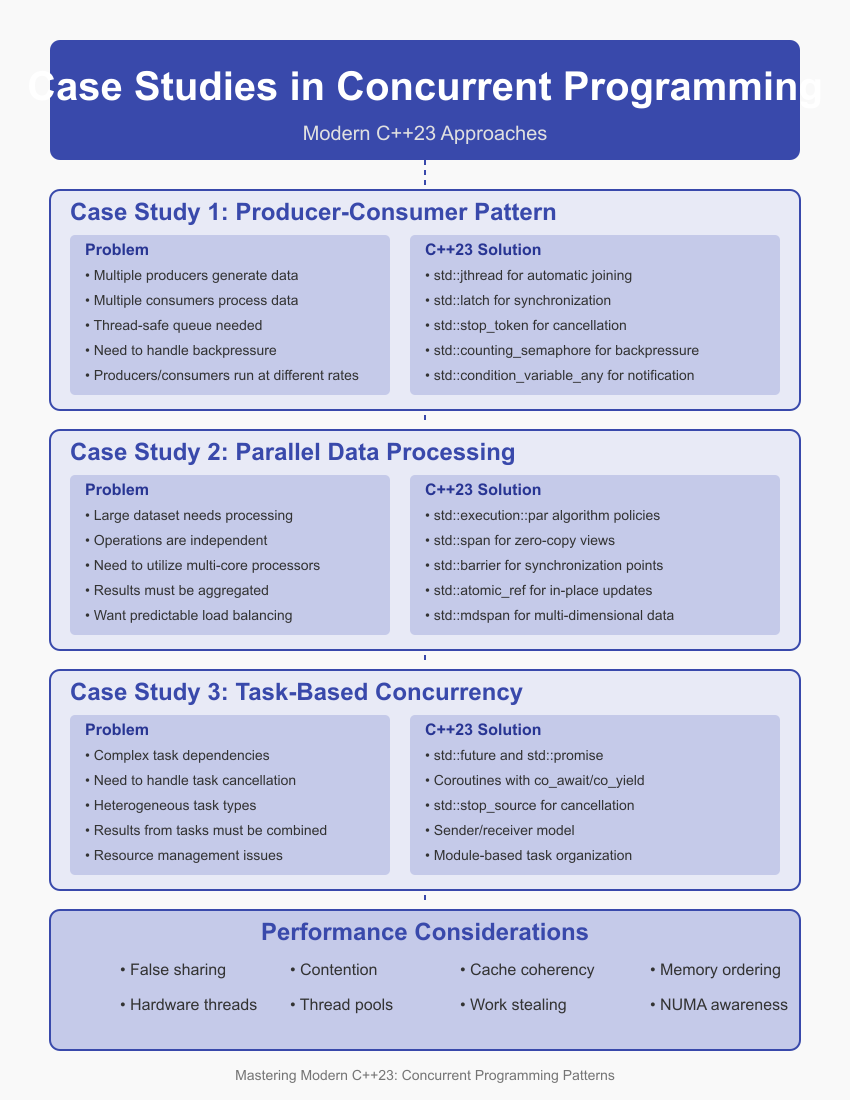 Case Studies in Concurrent Programming
Modern C++23 Approaches
Case Study 1: Producer-Consumer Pattern
Problem
• Multiple producers generate data
• Multiple consumers process data
• Thread-safe queue needed
• Need to handle backpressure
• Producers/consumers run at different rates
C++23 Solution
• std::jthread for automatic joining
• std::latch for synchronization
• std::stop_token for cancellation
• std::counting_semaphore for backpressure
• std::condition_variable_any for notification
Case Study 2: Parallel Data Processing
Problem
• Large dataset needs processing
• Operations are independent
• Need to utilize multi-core processors
• Results must be aggregated
• Want predictable load balancing
C++23 Solution
• std::execution::par algorithm policies
• std::span for zero-copy views
• std::barrier for synchronization points
• std::atomic_ref for in-place updates
• std::mdspan for multi-dimensional data
Case Study 3: Task-Based Concurrency
Problem
• Complex task dependencies
• Need to handle task cancellation
• Heterogeneous task types
• Results from tasks must be combined
• Resource management issues
C++23 Solution
• std::future and std::promise
• Coroutines with co_await/co_yield
• std::stop_source for cancellation
• Sender/receiver model
• Module-based task organization
Performance Considerations
• False sharing • Contention • Cache coherency • Memory ordering
• Hardware threads • Thread pools • Work stealing • NUMA awareness
Mastering Modern C++23: Concurrent Programming Patterns